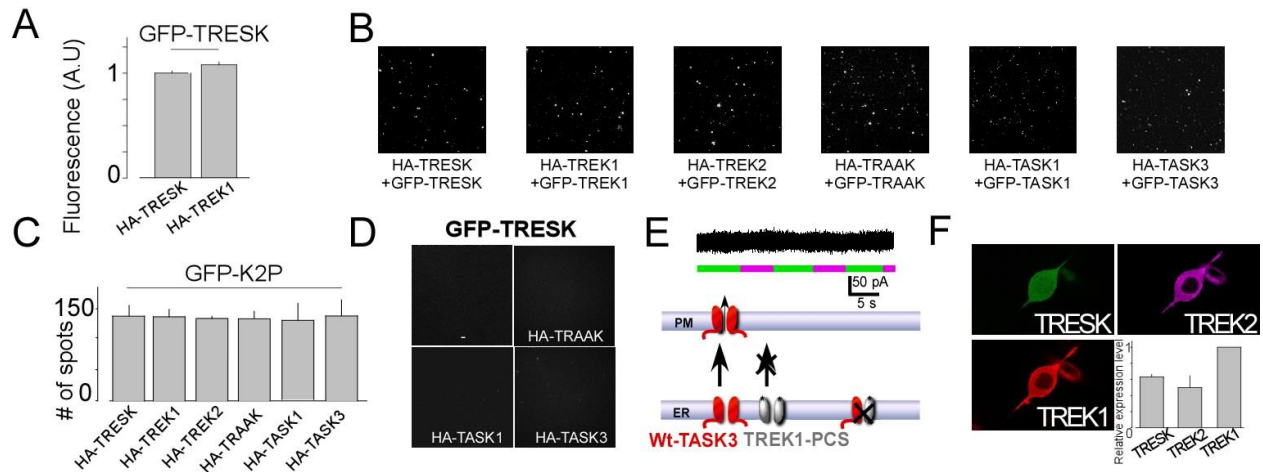 A
GFP-TRESK
Fluorescence (A.U)
1
0
HA-TRESK
HA-TREK1
B
HA-TRESK
+GFP-TRESK
HA-TREK1
+GFP-TREK1
HA-TREK2
+GFP-TREK2
HA-TRAAK
+GFP-TRAAK
HA-TASK1
+GFP-TASK1
HA-TASK3
+GFP-TASK3
C
GFP-K2P
# of spots
150
0
HA-TRESK
HA-TREK1
HA-TREK2
HA-TRAAK
HA-TASK1
HA-TASK3
D
GFP-TRESK
-
HA-TRAAK
HA-TASK1
HA-TASK3
E
50 pA
5 s
PM
ER
Wt-TASK3
TREK1-PCS
F
TRESK
TREK2
TREK1
Relative expression level
1
0
TRESK
TREK2
TREK1